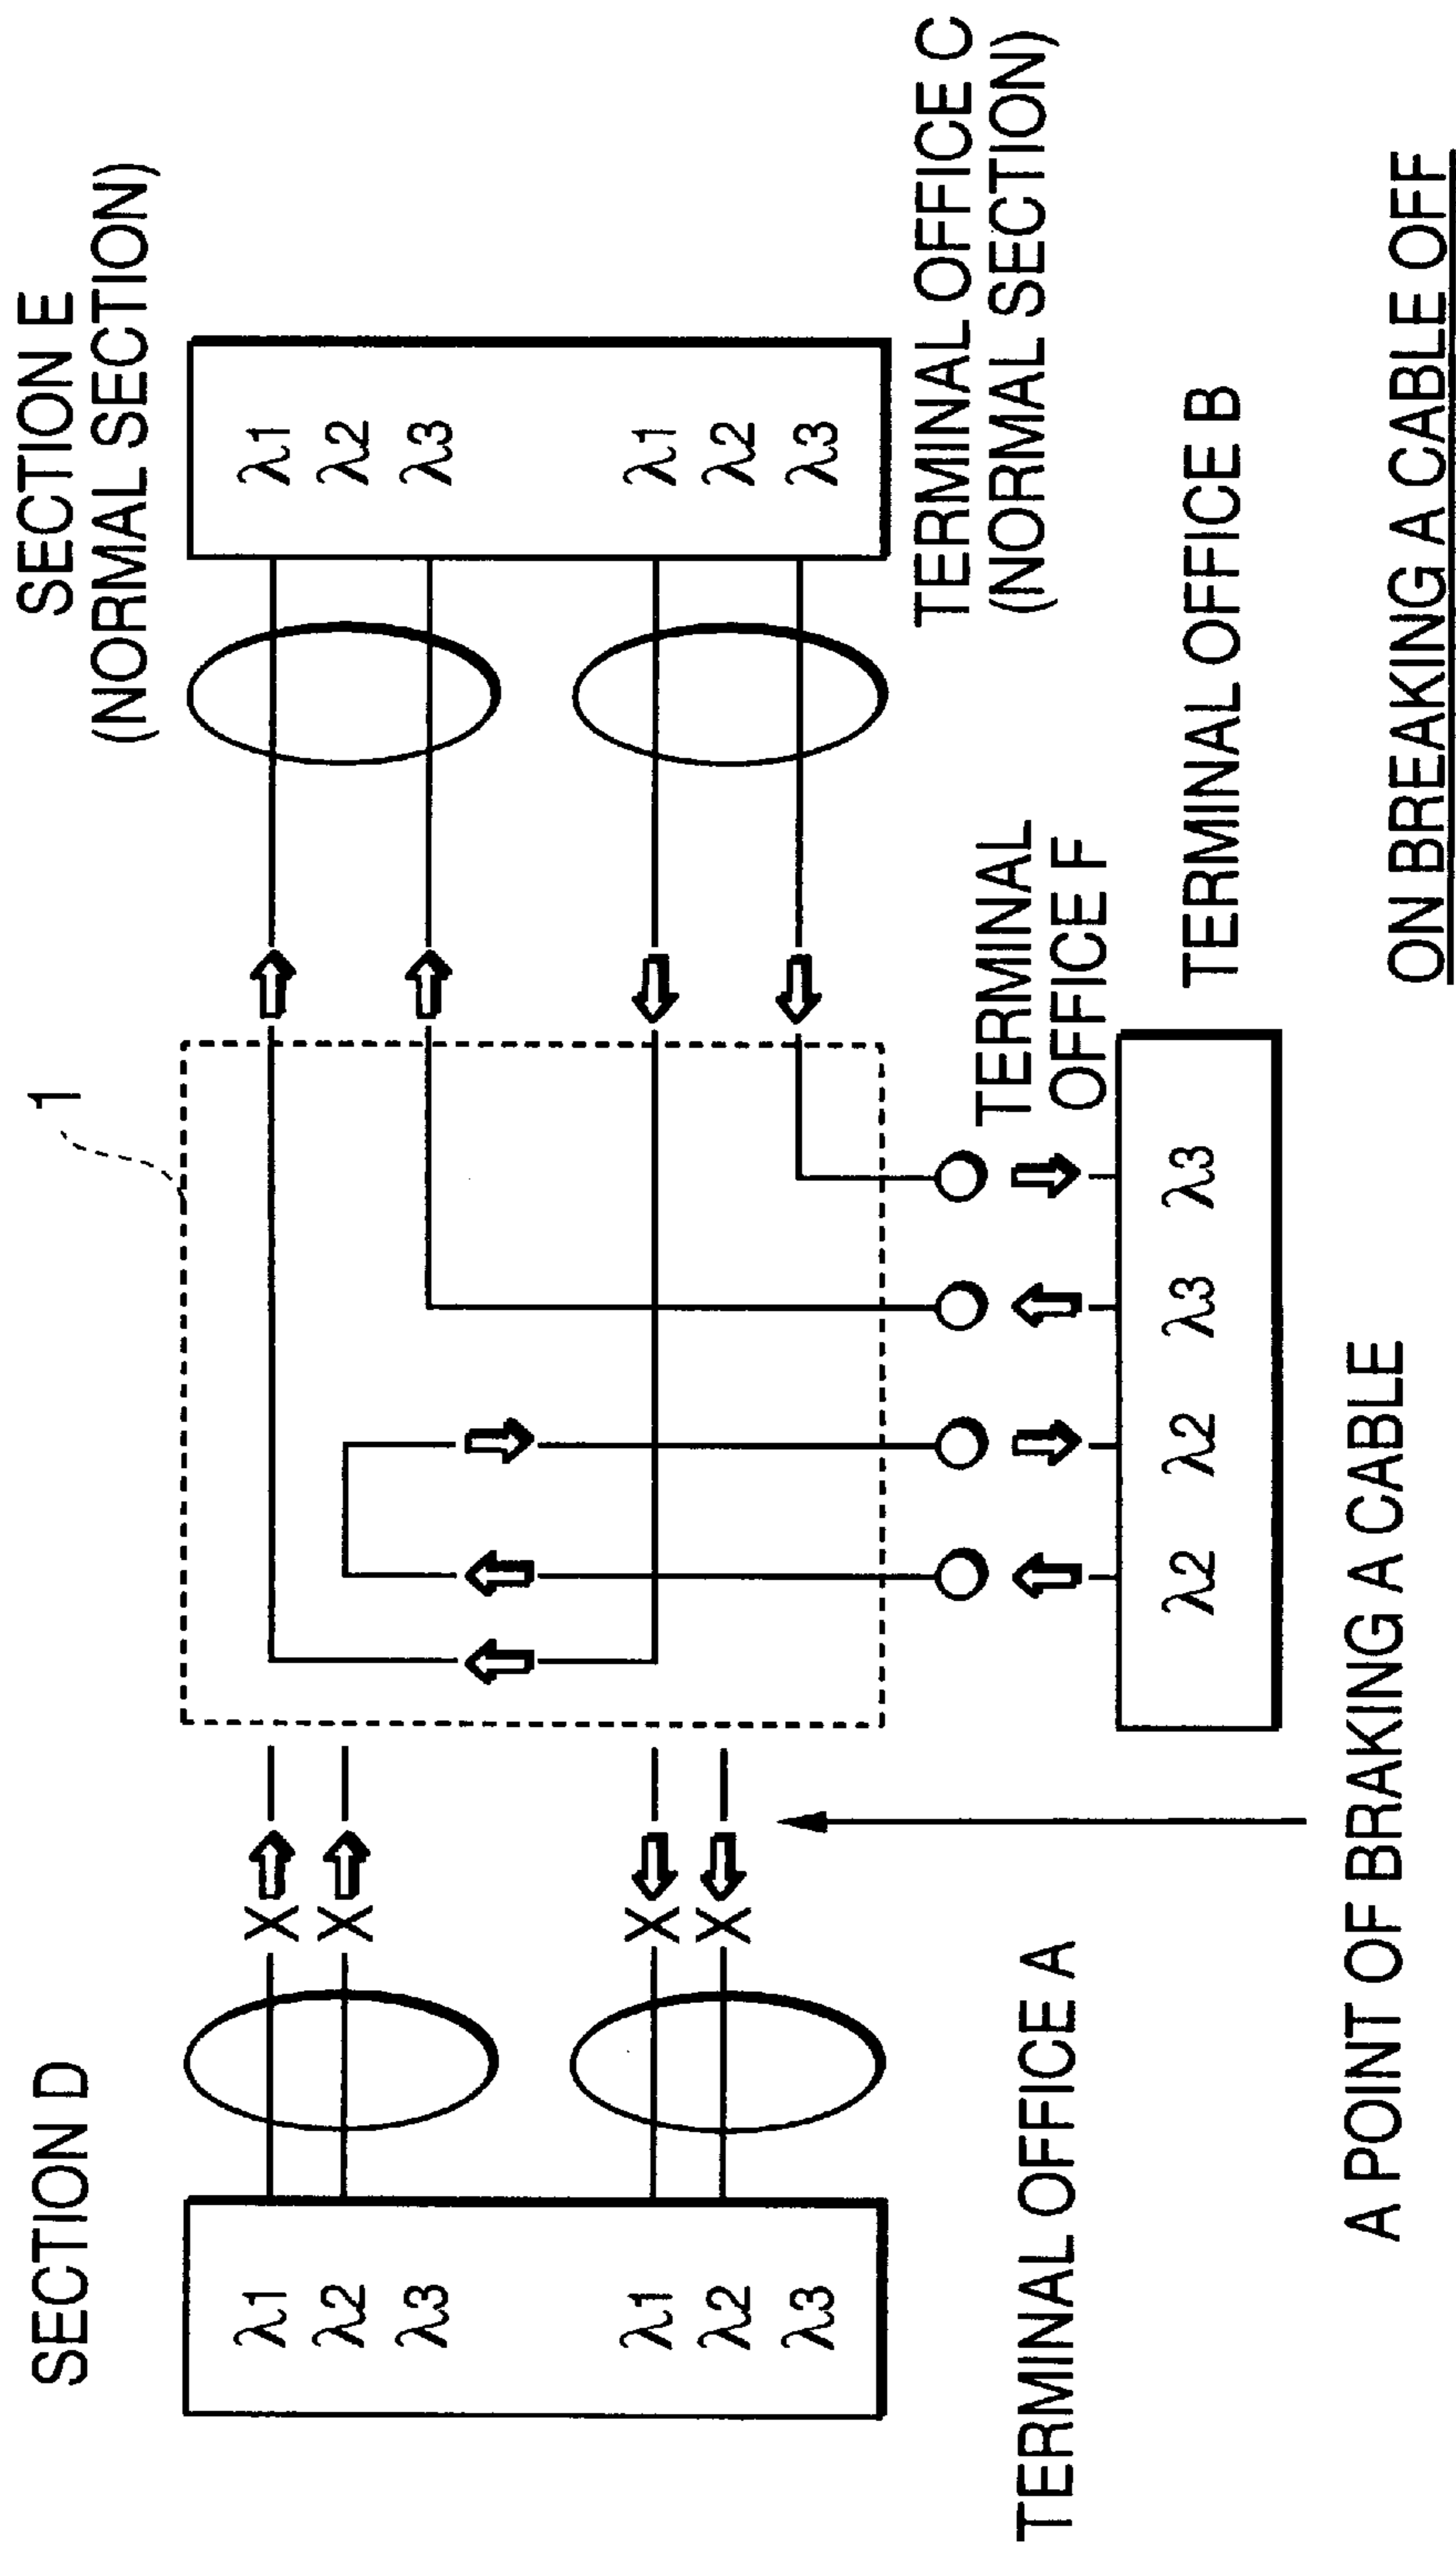 SECTION D
λ1
λ2
λ3
λ1
λ2
λ3
TERMINAL OFFICE A
X
X
X
X
1
A POINT OF BRAKING A CABLE
λ2
λ2
λ3
λ3
TERMINAL
OFFICE F
TERMINAL OFFICE B
SECTION E
(NORMAL SECTION)
λ1
λ2
λ3
λ1
λ2
λ3
TERMINAL OFFICE C
(NORMAL SECTION)
ON BREAKING A CABLE OFF